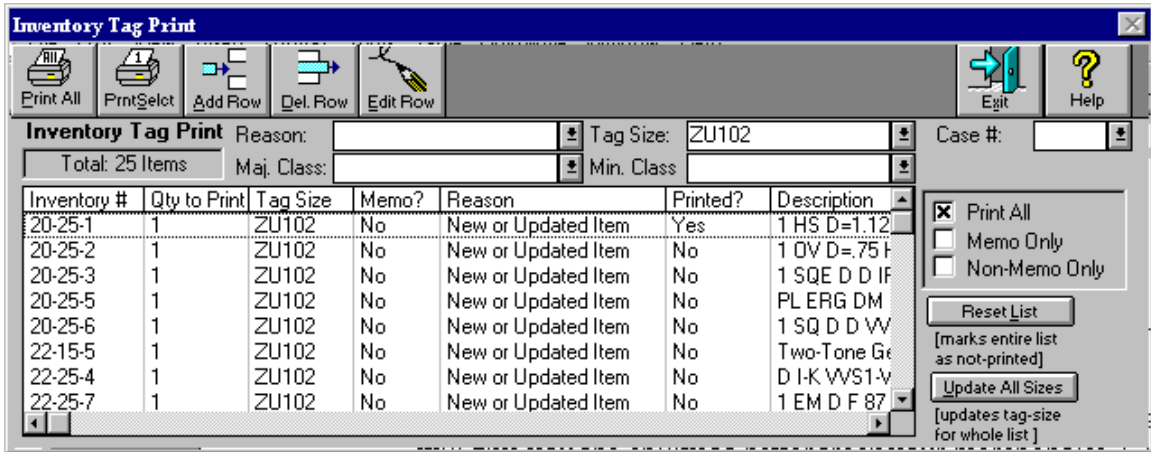 Inventory Tag Print
Print All PrntSelct Add Row Del. Row Edit Row Exit Help
Inventory Tag Print Reason: Tag Size: ZU102 Case #:
Total: 25 Items Maj. Class: Min. Class
Inventory # Qty to Print Tag Size Memo? Reason Printed? Description
20-25-1 1 ZU102 No New or Updated Item Yes 1 HS D=1.12
20-25-2 1 ZU102 No New or Updated Item No 1 OV D=.75
20-25-3 1 ZU102 No New or Updated Item No 1 SQE D D
20-25-5 1 ZU102 No New or Updated Item No PL ERG DM
20-25-6 1 ZU102 No New or Updated Item No 1 SQ D D
22-15-5 1 ZU102 No New or Updated Item No Two-Tone
22-25-4 1 ZU102 No New or Updated Item No D I-K
22-25-7 1 ZU102 No New or Updated Item No 1 EM D F 87
Print All
Memo Only
Non-Memo Only
Reset List
[marks entire list
as not-printed]
Update All Sizes
[updates tag-size
for whole list ]